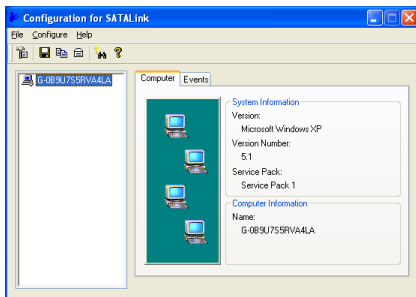 Configuration for SATALink
File Configure Help
G-0B9U7S5RVA4LA
Computer Events
System Information
Version:
Microsoft Windows XP
Version Number:
5.1
Service Pack:
Service Pack 1
Computer Information
Name:
G-0B9U7S5RVA4LA